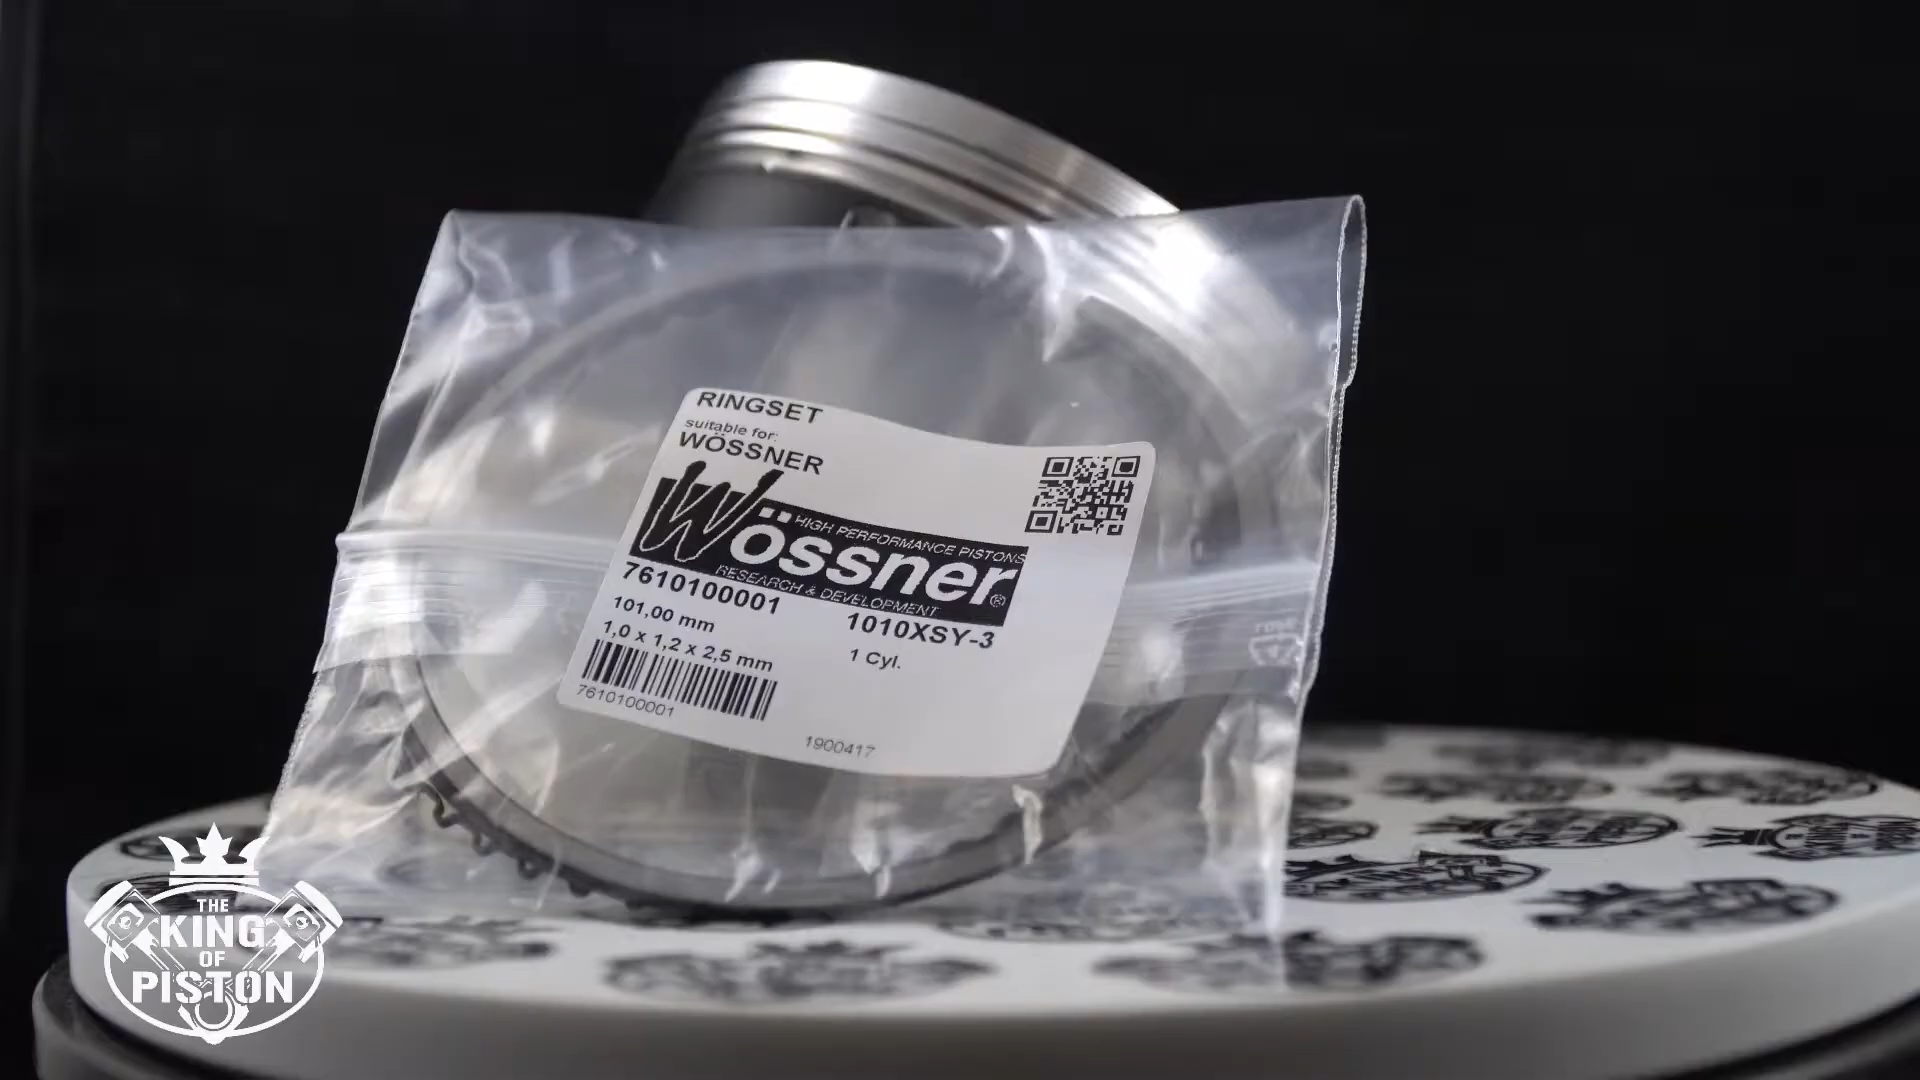 RINGSET
suitable for:
WÖSSNER
Wössner®
HIGH PERFORMANCE PISTONS
RESEARCH & DEVELOPMENT
7610100001
1010XSY-3
101,00 mm
1 Cyl.
1,0 x 1,2 x 2,5 mm
7610100001
1900417
THE
KING
OF
PISTON